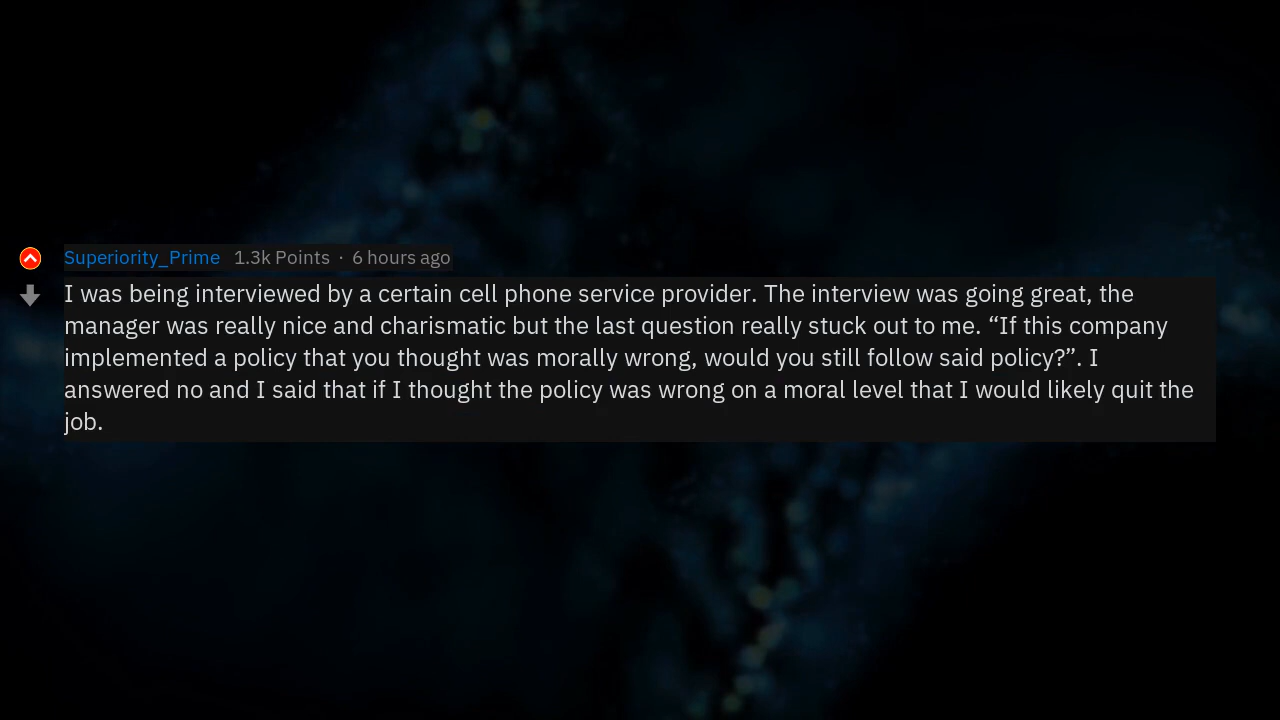 Superiority_Prime 1.3k Points · 6 hours ago
I was being interviewed by a certain cell phone service provider. The interview was going great, the
manager was really nice and charismatic but the last question really stuck out to me. “If this company
implemented a policy that you thought was morally wrong, would you still follow said policy?”. I
answered no and I said that if I thought the policy was wrong on a moral level that I would likely quit the
job.